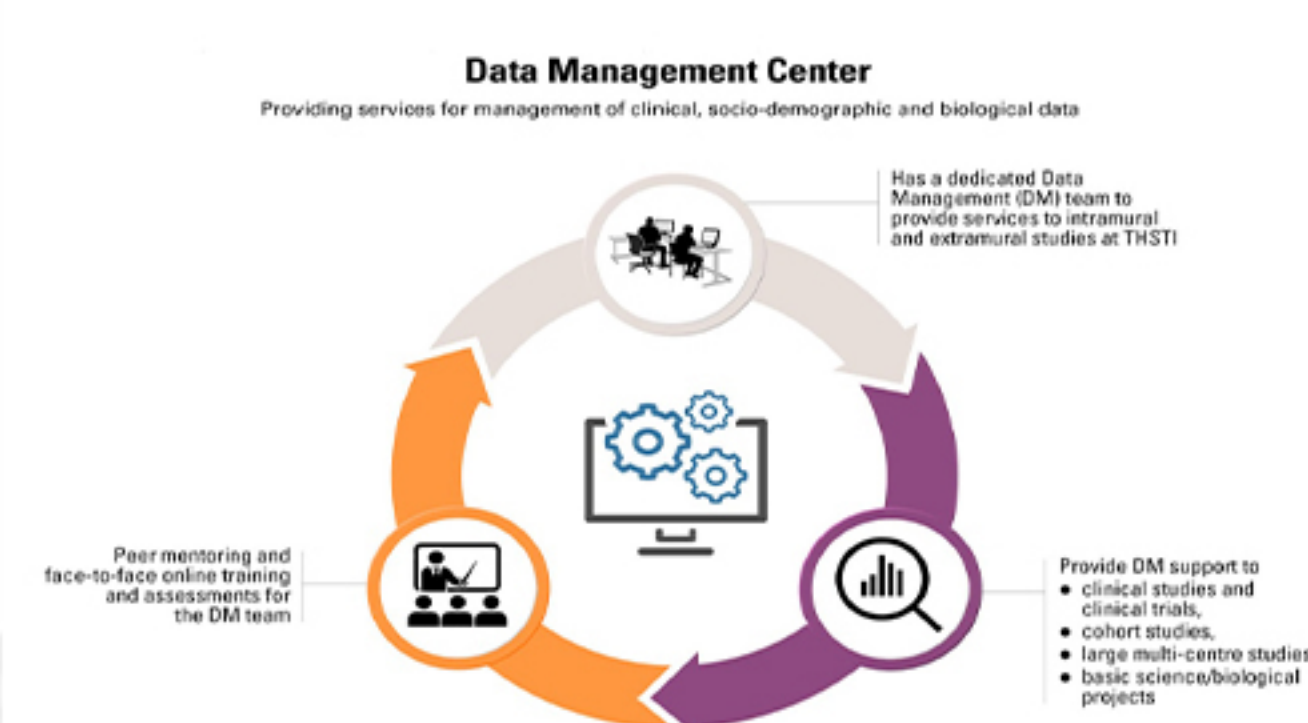 Data Management Center
Providing services for management of clinical, socio-demographic and biological data
Has a dedicated Data
Management (DM) team to
provide services to intramural
and extramural studies at THSTI
Peer mentoring and
face-to-face online training
and assessments for
the DM team
Provide DM support to
● clinical studies and
clinical trials,
● cohort studies,
● large multi-centre studies
● basic science/biological
projects